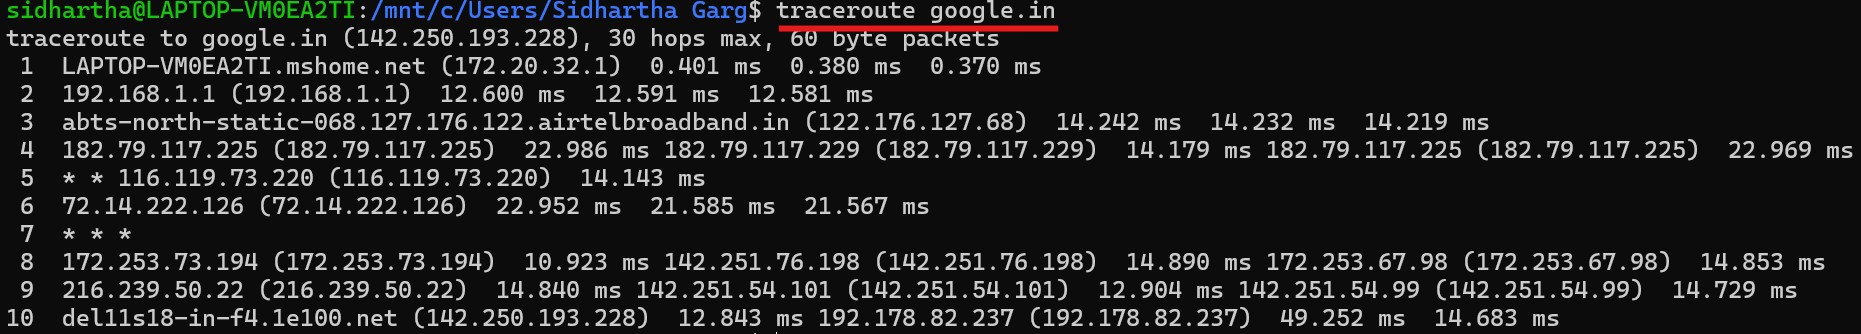 sidhartha@LAPTOP-VM0EA2TI:/mnt/c/Users/Sidhartha Garg$ traceroute google.in
traceroute to google.in (142.250.193.228), 30 hops max, 60 byte packets
1 LAPTOP-VM0EA2TI.mshome.net (172.20.32.1) 0.401 ms 0.380 ms 0.370 ms
2 192.168.1.1 (192.168.1.1) 12.600 ms 12.591 ms 12.581 ms
3 abts-north-static-068.127.176.122.airtelbroadband.in (122.176.127.68) 14.242 ms 14.232 ms 14.219 ms
4 182.79.117.225 (182.79.117.225) 22.986 ms 182.79.117.229 (182.79.117.229) 14.179 ms 182.79.117.225 (182.79.117.225) 22.969 ms
5 * * 116.119.73.220 (116.119.73.220) 14.143 ms
6 72.14.222.126 (72.14.222.126) 22.952 ms 21.585 ms 21.567 ms
7 * * *
8 172.253.73.194 (172.253.73.194) 10.923 ms 142.251.76.198 (142.251.76.198) 14.890 ms 172.253.67.98 (172.253.67.98) 14.853 ms
9 216.239.50.22 (216.239.50.22) 14.840 ms 142.251.54.101 (142.251.54.101) 12.904 ms 142.251.54.99 (142.251.54.99) 14.729 ms
10 del11s18-in-f4.1e100.net (142.250.193.228) 12.843 ms 192.178.82.237 (192.178.82.237) 49.252 ms 14.683 ms